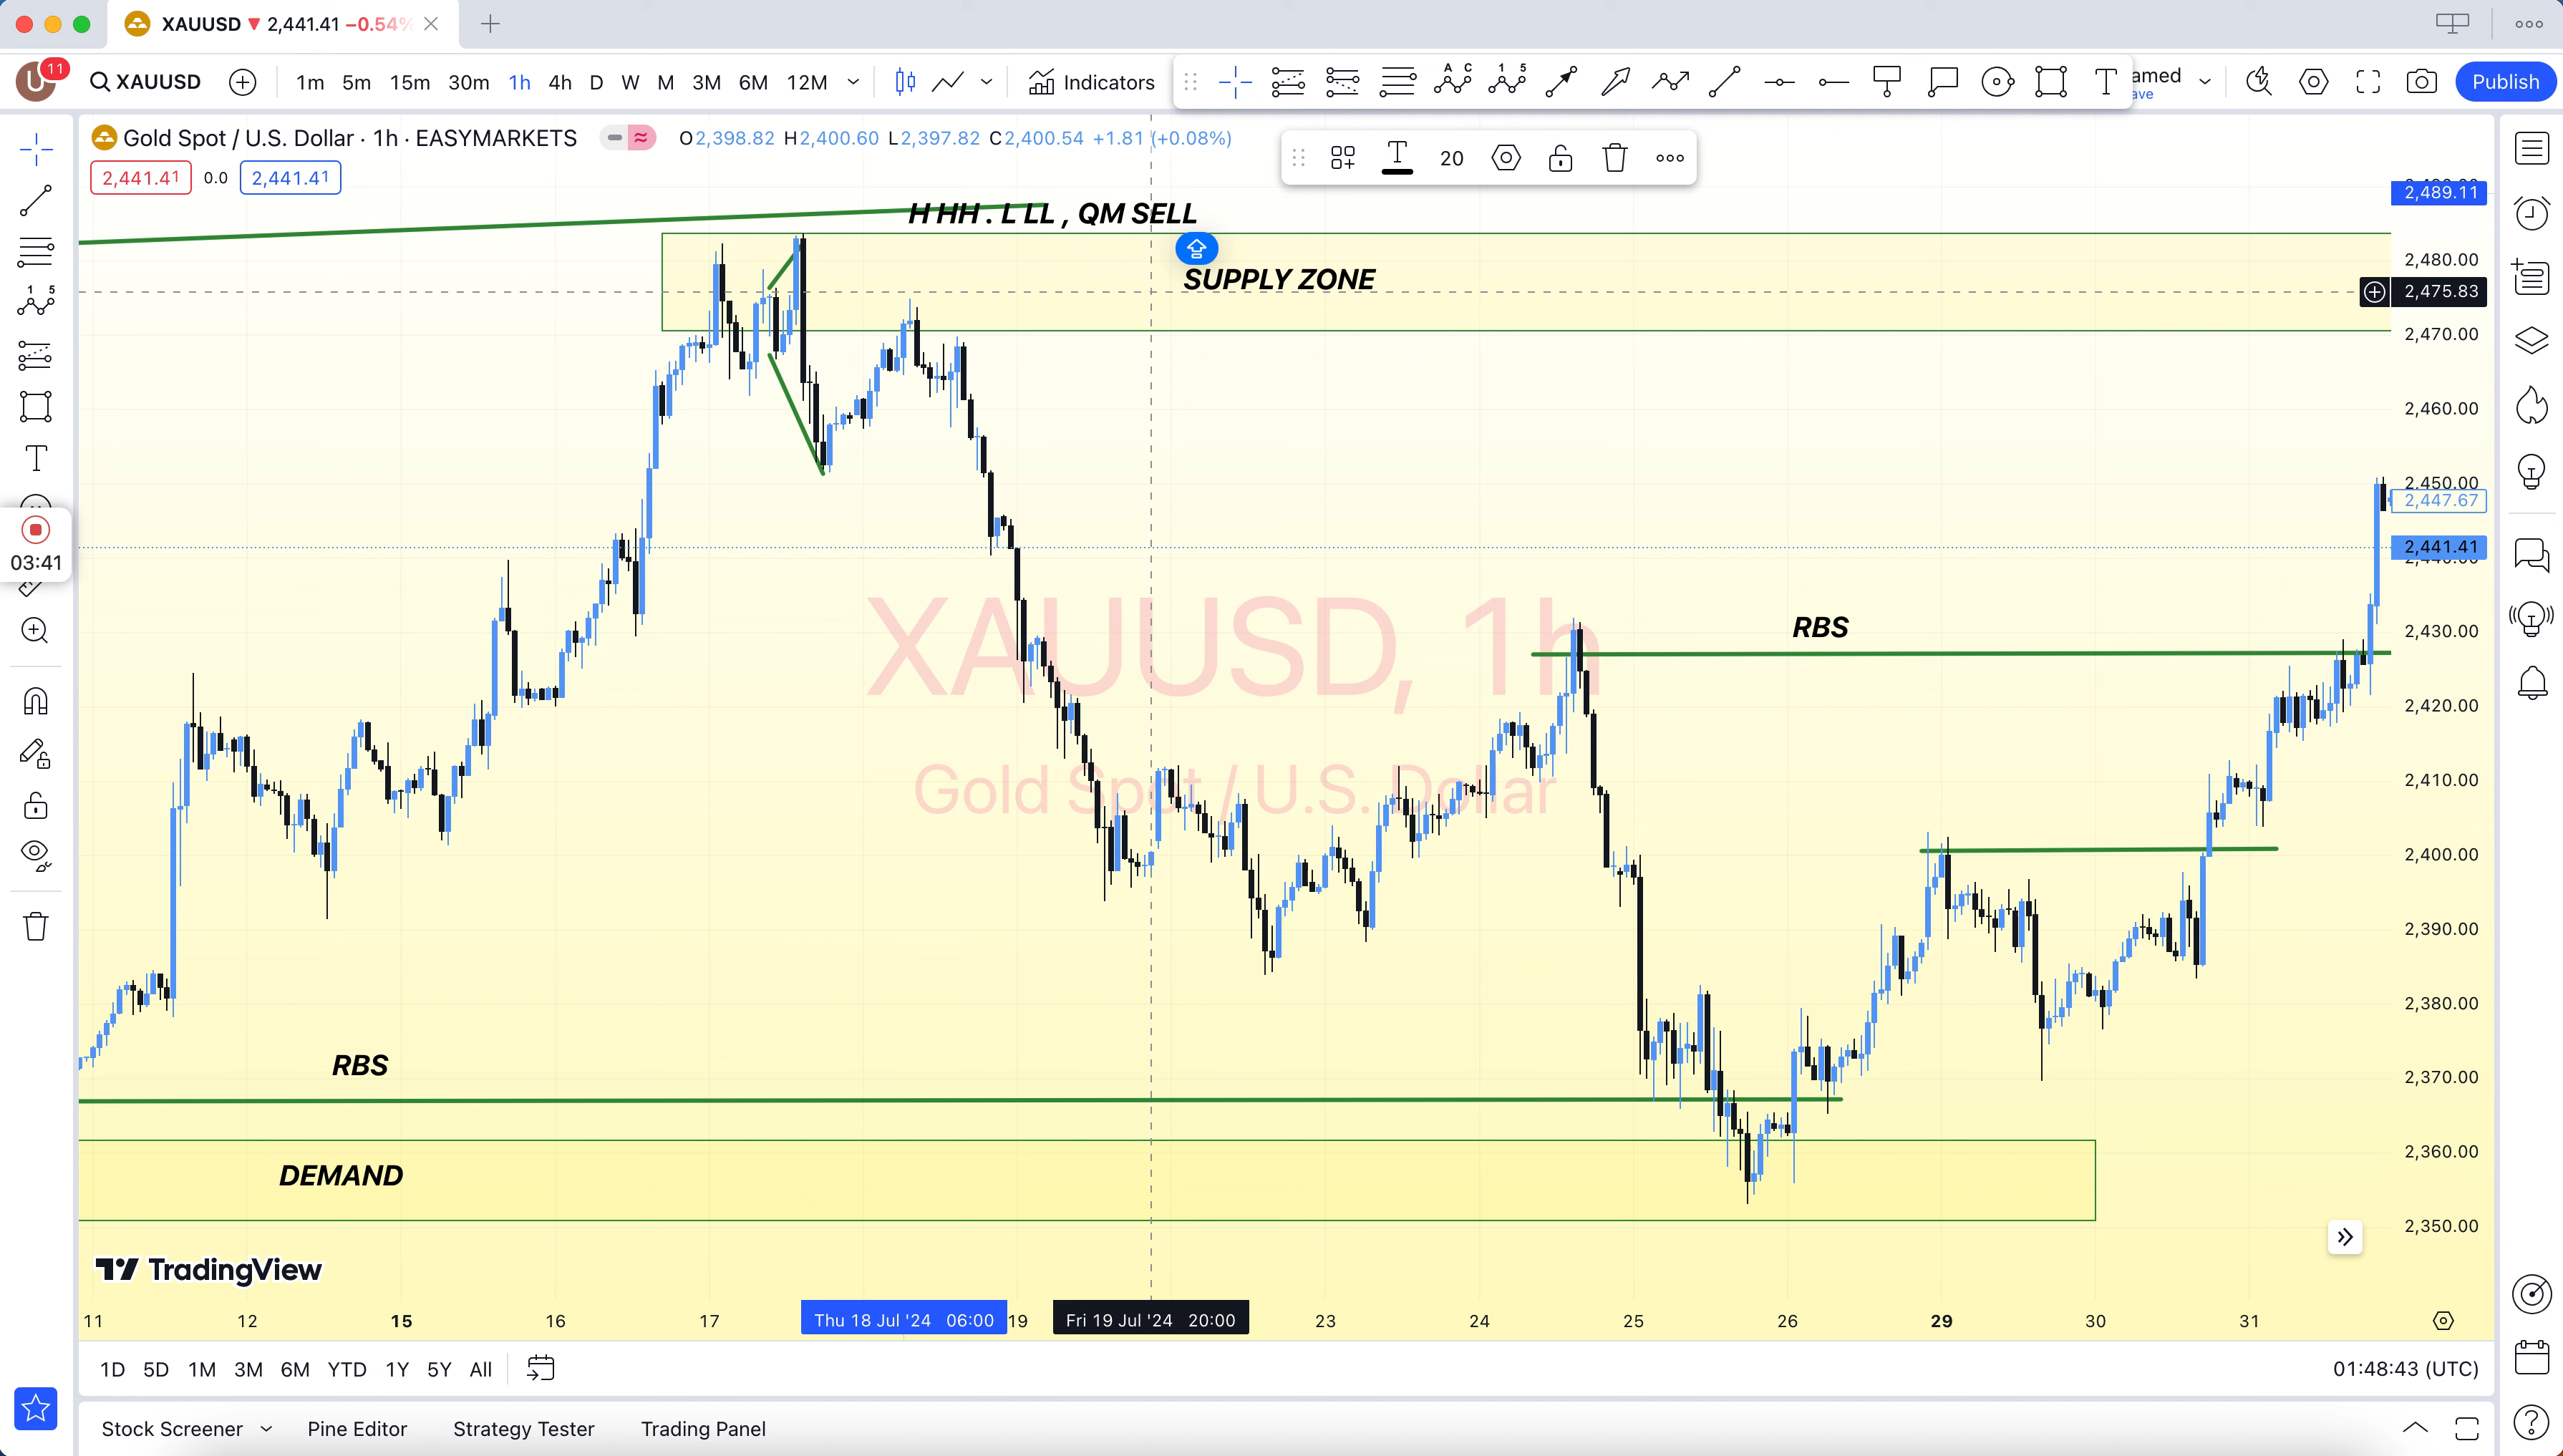 XAUUSD ▼ 2,441.41 −0.54%
U 11 XAUUSD 1m 5m 15m 30m 1h 4h D W M 3M 6M 12M Indicators A C 1 5 T amed Publish
ave
Gold Spot / U.S. Dollar · 1h · EASYMARKETS O2,398.82 H2,400.60 L2,397.82 C2,400.54 +1.81 (+0.08%)
T 20
2,441.41 0.0 2,441.41
2,489.11
H HH . L LL , QM SELL
2,480.00
SUPPLY ZONE
2,475.83
1 5
2,470.00
2,460.00
T
2,450.00
2,447.67
03:41
2,441.41
XAUUSD, 1h
RBS
2,430.00
2,420.00
Gold Spot / U.S. Dollar
2,410.00
2,400.00
2,390.00
2,380.00
RBS
2,370.00
2,360.00
DEMAND
2,350.00
TradingView
11 12 15 16 17 Thu 18 Jul '24 06:00 19 Fri 19 Jul '24 20:00 23 24 25 26 29 30 31
1D 5D 1M 3M 6M YTD 1Y 5Y All 01:48:43 (UTC)
Stock Screener Pine Editor Strategy Tester Trading Panel